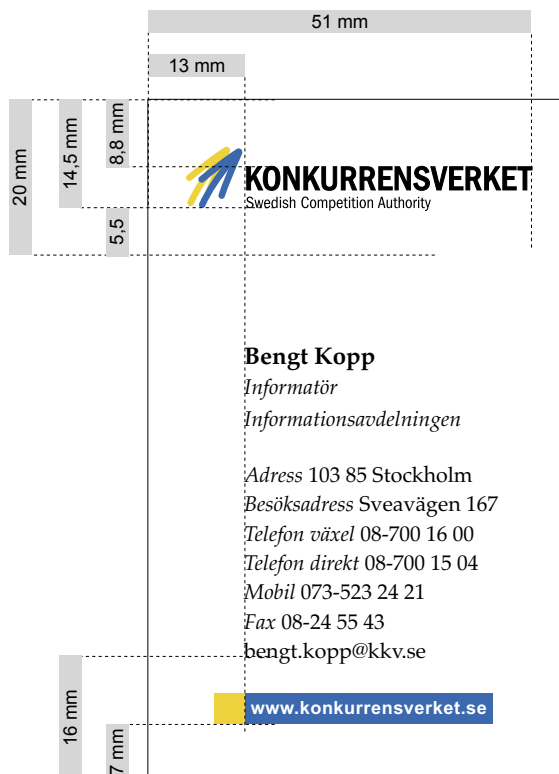 51 mm
13 mm
20 mm
14,5 mm
8,8 mm
5,5
KONKURRENSVERKET
Swedish Competition Authority
Bengt Kopp
Informatör
Informationsavdelningen
Adress 103 85 Stockholm
Besöksadress Sveavägen 167
Telefon växel 08-700 16 00
Telefon direkt 08-700 15 04
Mobil 073-523 24 21
Fax 08-24 55 43
bengt.kopp@kkv.se
16 mm
7 mm
www.konkurrensverket.se